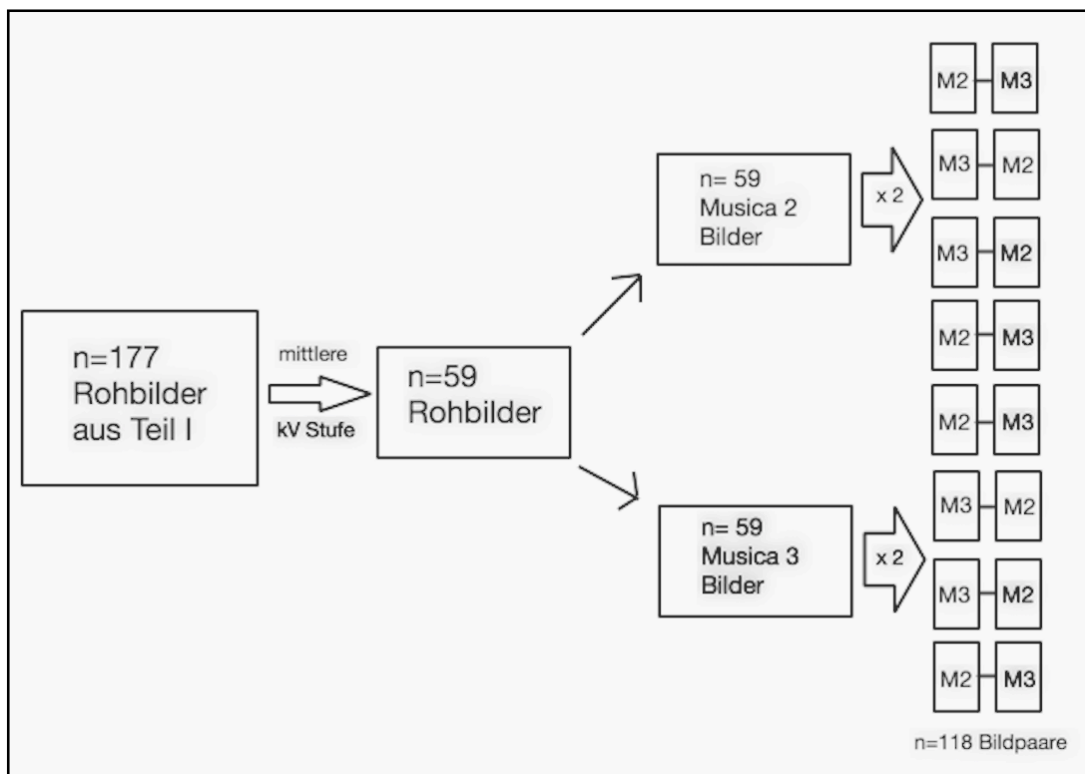 n=177
Rohbilder
aus Teil I
mittlere
kV Stufe
n=59
Rohbilder
n= 59
Musica 2
Bilder
x 2
n= 59
Musica 3
Bilder
x 2
M2 M3
M3 M2
M3 M2
M2 M3
M2 M3
M3 M2
M3 M2
M2 M3
n=118 Bildpaare